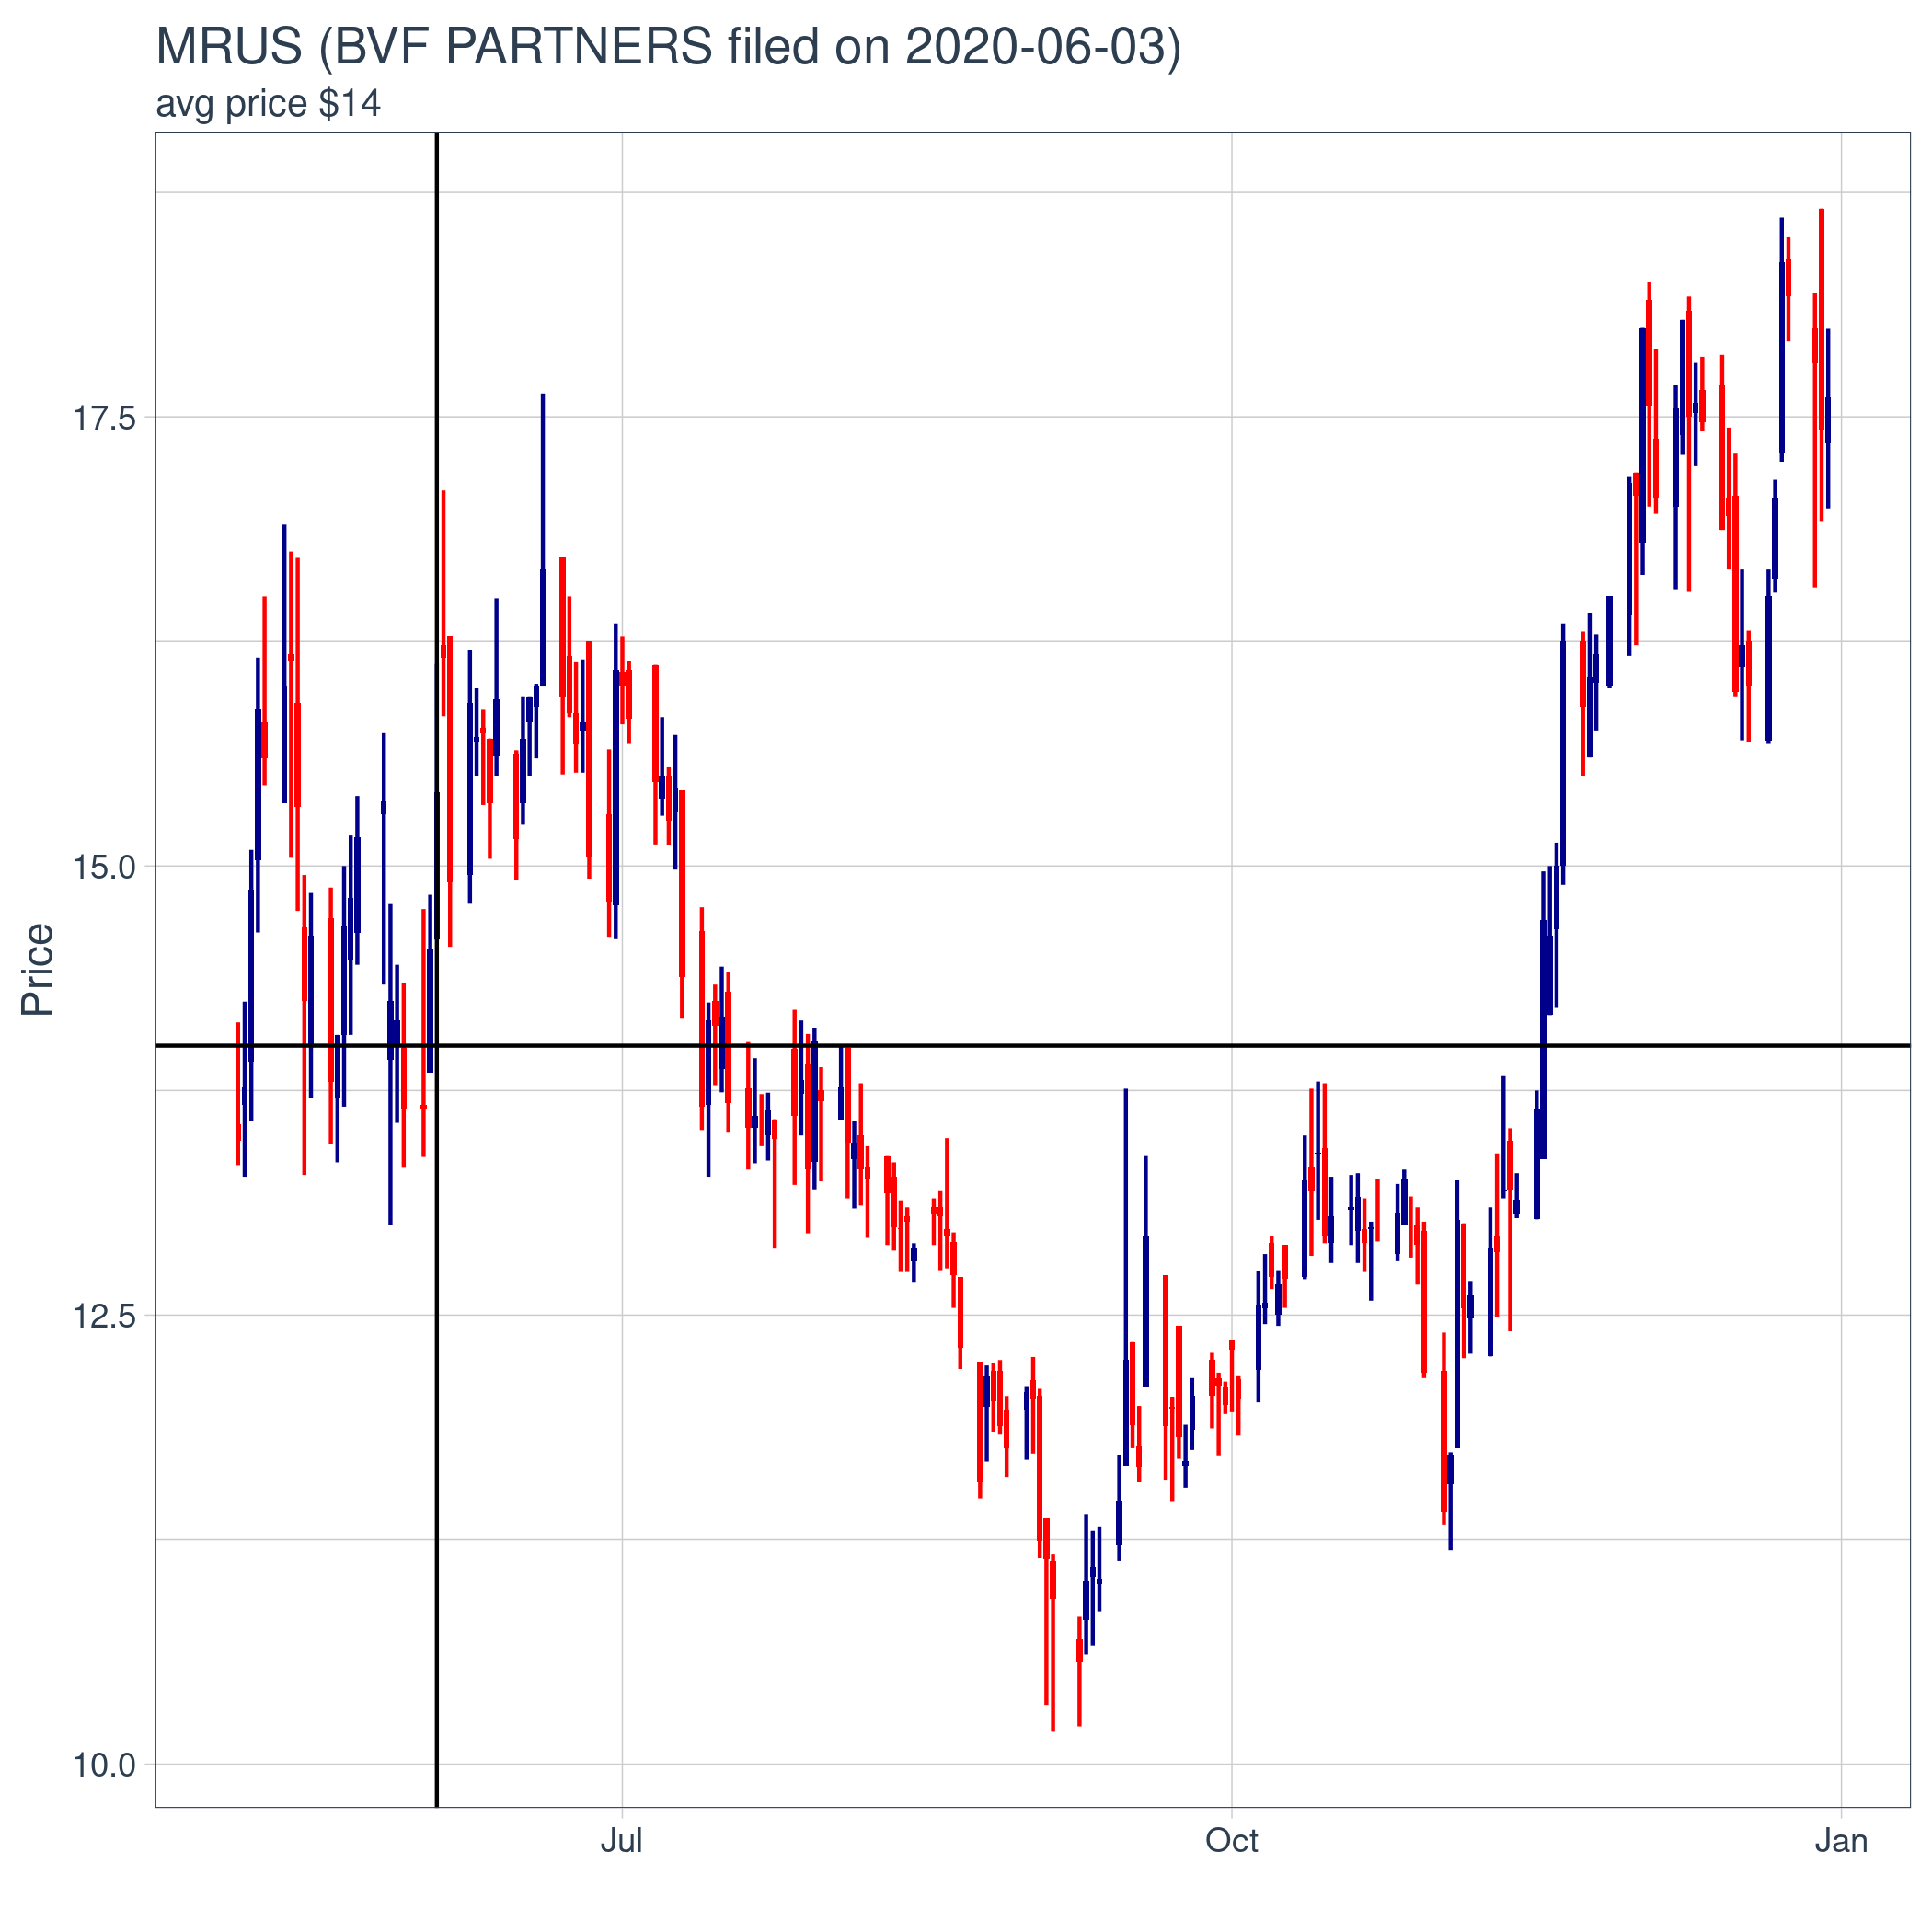 MRUS (BVF PARTNERS filed on 2020-06-03)
avg price $14
17.5
15.0
12.5
10.0
Price
Jul
Oct
Jan